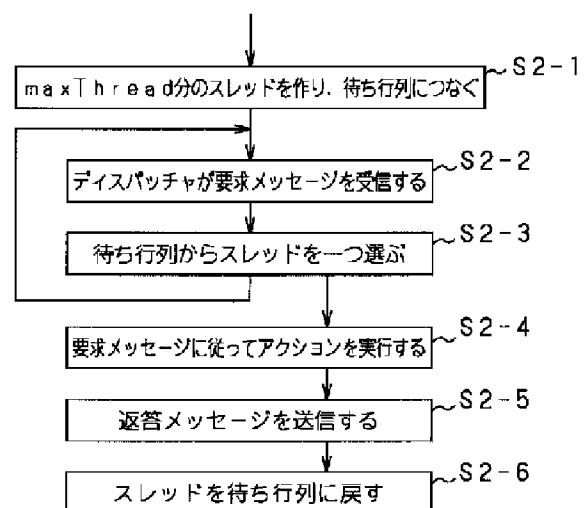 maxThread分のスレッドを作り、待ち行列につなぐ S2-1
ディスパッチャが要求メッセージを受信する S2-2
待ち行列からスレッドを一つ選ぶ S2-3
要求メッセージに従ってアクションを実行する S2-4
返答メッセージを送信する S2-5
スレッドを待ち行列に戻す S2-6